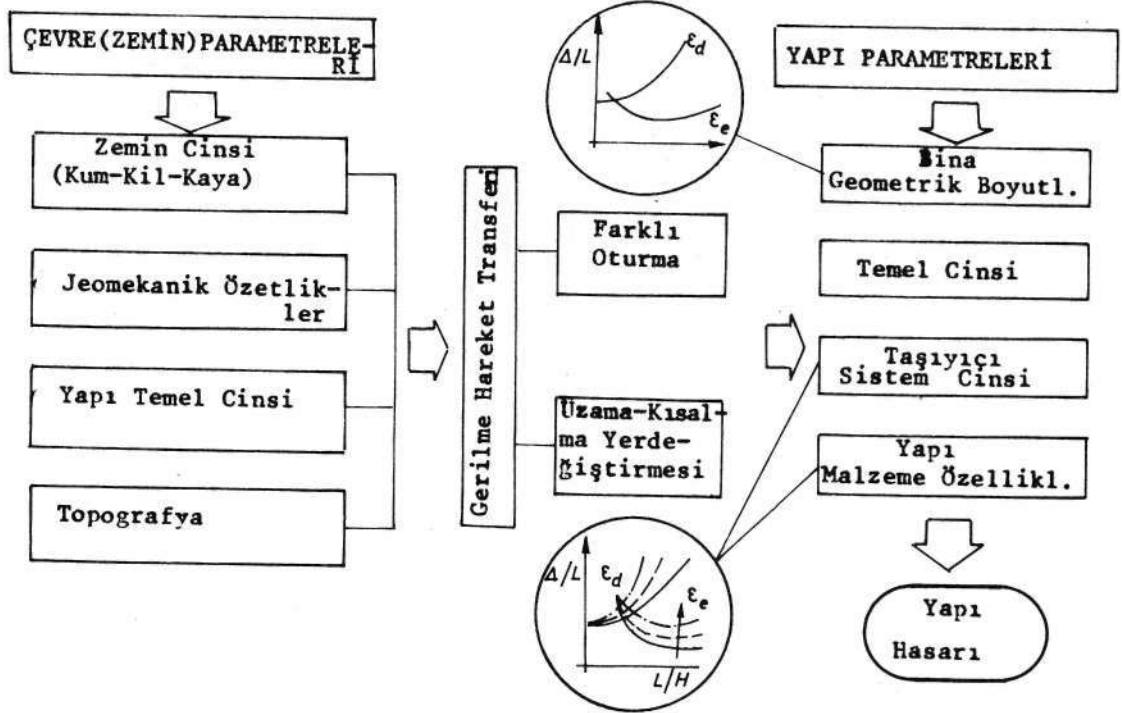 ÇEVRE(ZEMİN)PARAMETRELE-
Rİ
Zemin Cinsi
(Kum-Kil-Kaya)
Jeomekanik Özetlik-
ler
Yapı Temel Cinsi
Topografya
Gerilme Hareket Transferi
Δ/L
εd
εe
Farklı
Oturma
Uzama-Kısal-
ma Yerde-
ğiştirmesi
Δ/L
εd
εe
L/H
YAPI PARAMETRELERİ
Bina
Geometrik Boyutl.
Temel Cinsi
Taşıyıçı
Sistem Cinsi
Yapı
Malzeme Özellikl.
Yapı
Hasarı